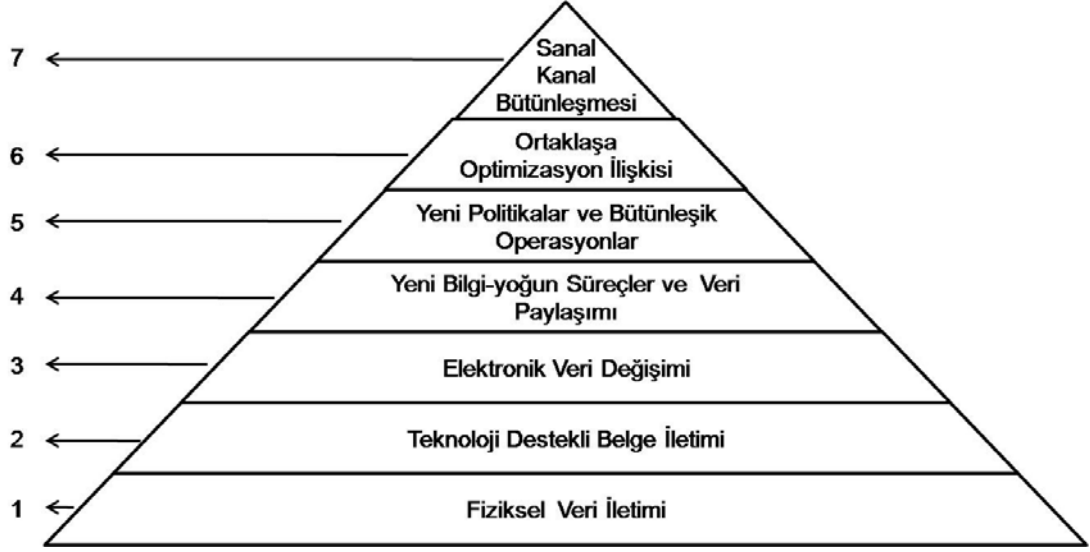 7
Sanal
Kanal
Bütünleşmesi
6
Ortaklaşa
Optimizasyon İlişkisi
5
Yeni Politikalar ve Bütünleşik
Operasyonlar
4
Yeni Bilgi-yoğun Süreçler ve Veri
Paylaşımı
3
Elektronik Veri Değişimi
2
Teknoloji Destekli Belge İletimi
1
Fiziksel Veri İletimi